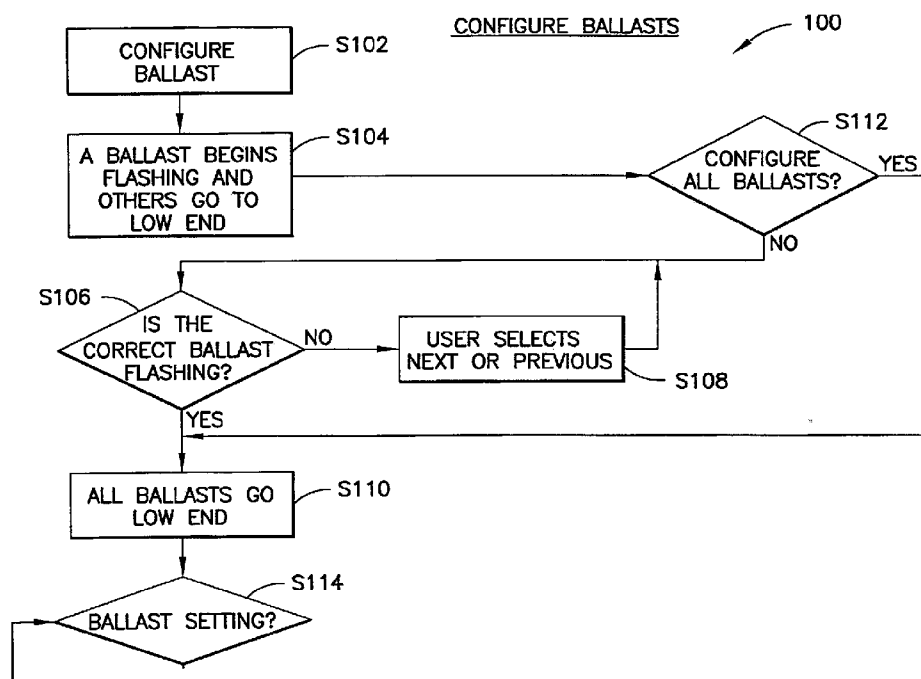 CONFIGURE BALLASTS
100
CONFIGURE
BALLAST
S102
A BALLAST BEGINS
FLASHING AND
OTHERS GO TO
LOW END
S104
CONFIGURE
ALL BALLASTS?
S112
YES
NO
IS THE
CORRECT BALLAST
FLASHING?
S106
NO
USER SELECTS
NEXT OR PREVIOUS
S108
YES
ALL BALLASTS GO
LOW END
S110
BALLAST SETTING?
S114